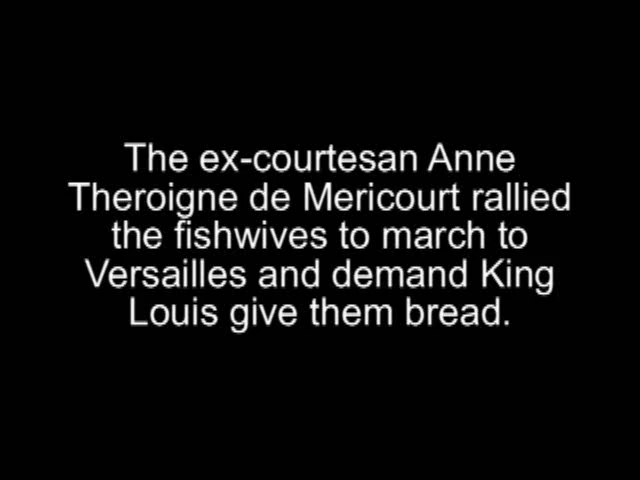 The ex-courtesan Anne
Theroigne de Mericourt rallied
the fishwives to march to
Versailles and demand King
Louis give them bread.